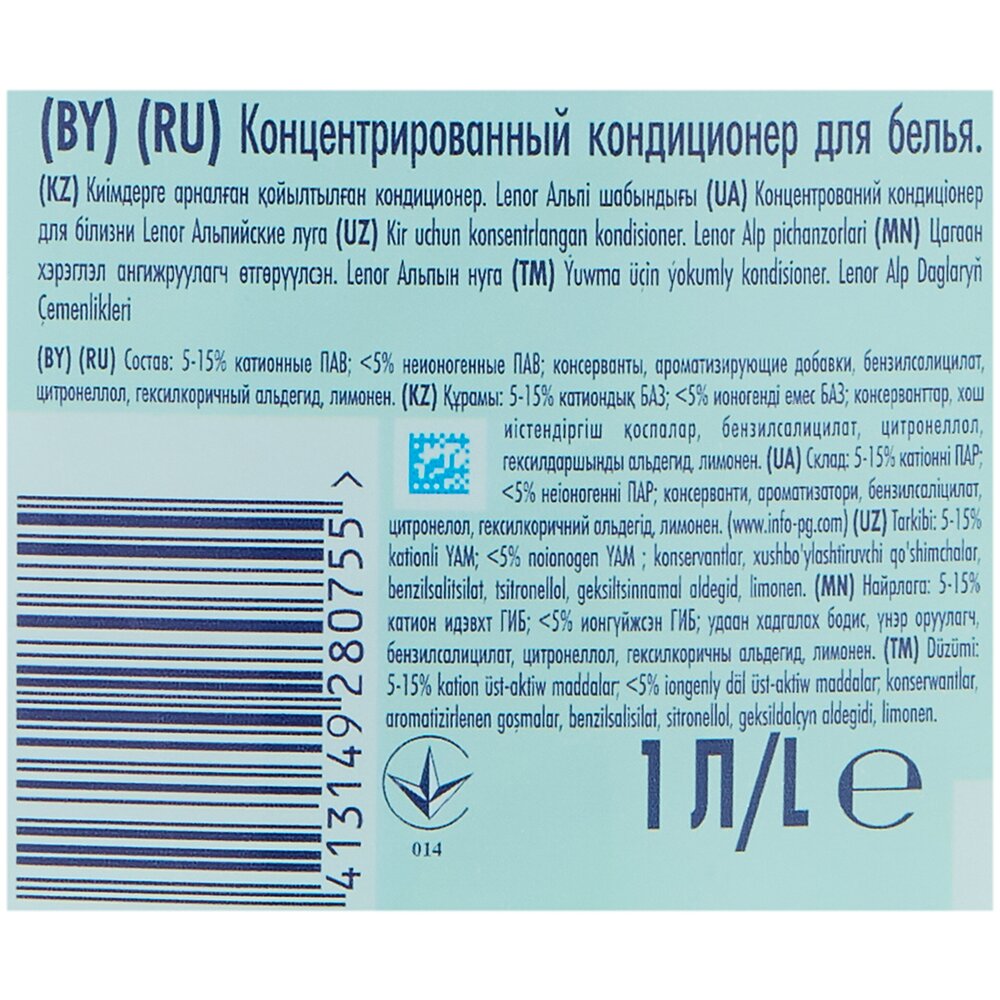 (BY) (RU) Концентрированный кондиционер для белья.
(KZ) Киімдерге арналған қойылтылған кондиционер. Lenor Альпі шабындығы (UA) Концентрований кондиціонер
для білизни Lenor Альпийские луга (UZ) Kir uchun konsentrlangan kondisioner. Lenor Alp pichanzorlari (MN) Цагаан
хэрэглэл ангижруулагч өтгөрүүлсэн. Lenor Альпын нуга (TM) Ýuwma üçin ýokumly kondisioner. Lenor Alp Daglaryň
Çemenlikleri
(BY) (RU) Состав: 5-15% катионные ПАВ; <5% неионогенные ПАВ; консерванты, ароматизирующие добавки, бензилсалицилат,
цитронеллол, гексилкоричный альдегид, лимонен. (KZ) Құрамы: 5-15% катиондық БАЗ; <5% ионогенді емес БАЗ; консерванттар, хош
иістендіргіш қоспалар, бензилсалицилат, цитронеллол,
гексилдаршынды альдегид, лимонен. (UA) Склад: 5-15% катіонні ПАР;
<5% неіоногенні ПАР; консерванти, ароматизатори, бензилсаліцилат,
цитронелол, гексилкоричний альдегід, лимонен. (www.info-pg.com) (UZ) Tarkibi: 5-15%
kationli YAM; <5% noionogen YAM ; konservantlar, xushbo'ylashtiruvchi qo'shimchalar,
benzilsalitsilat, tsitronellol, geksiltsinnamal aldegid, limonen. (MN) Найрлага: 5-15%
катион идэвхт ГИБ; <5% ионгүйжсэн ГИБ; удаан хадгалах бодис, үнэр оруулагч,
бензилсалицилат, цитронеллол, гексилкоричны альдегид, лимонен. (TM) Düzümi:
5-15% kation üst-aktiw maddalar; <5% iongenly däl üst-aktiw maddalar; konserwantlar,
aromatizirlenen goşmalar, benzilsalisilat, sitronellol, geksildalcyn aldegidi, limonen.
4131492807 55 >
014
1 Л/L ℮